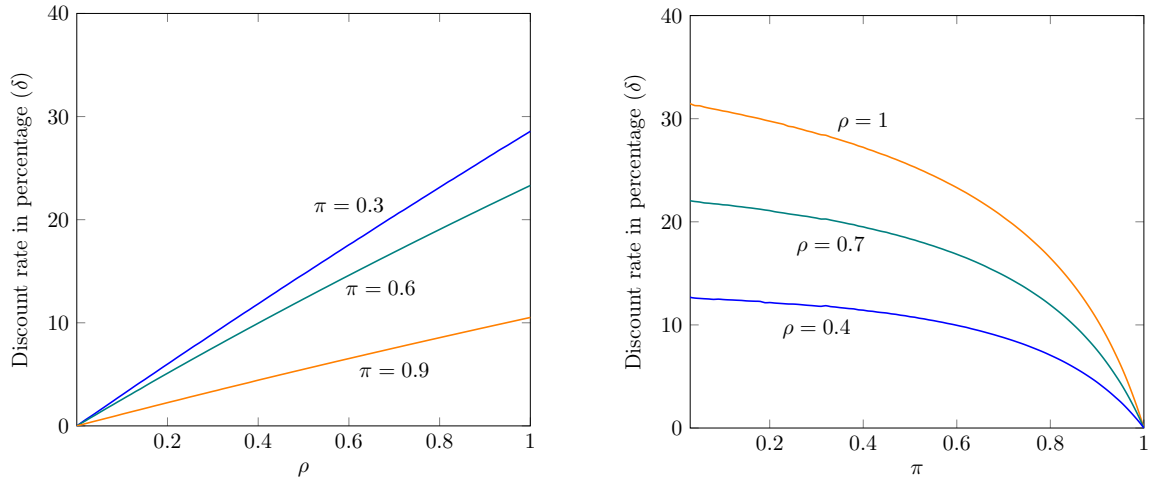 Discount rate in percentage (δ)
40
30
20
10
0
π = 0.3
π = 0.6
π = 0.9
0.2 0.4 0.6 0.8 1
ρ
Discount rate in percentage (δ)
40
30
20
10
0
ρ = 1
ρ = 0.7
ρ = 0.4
0.2 0.4 0.6 0.8 1
π